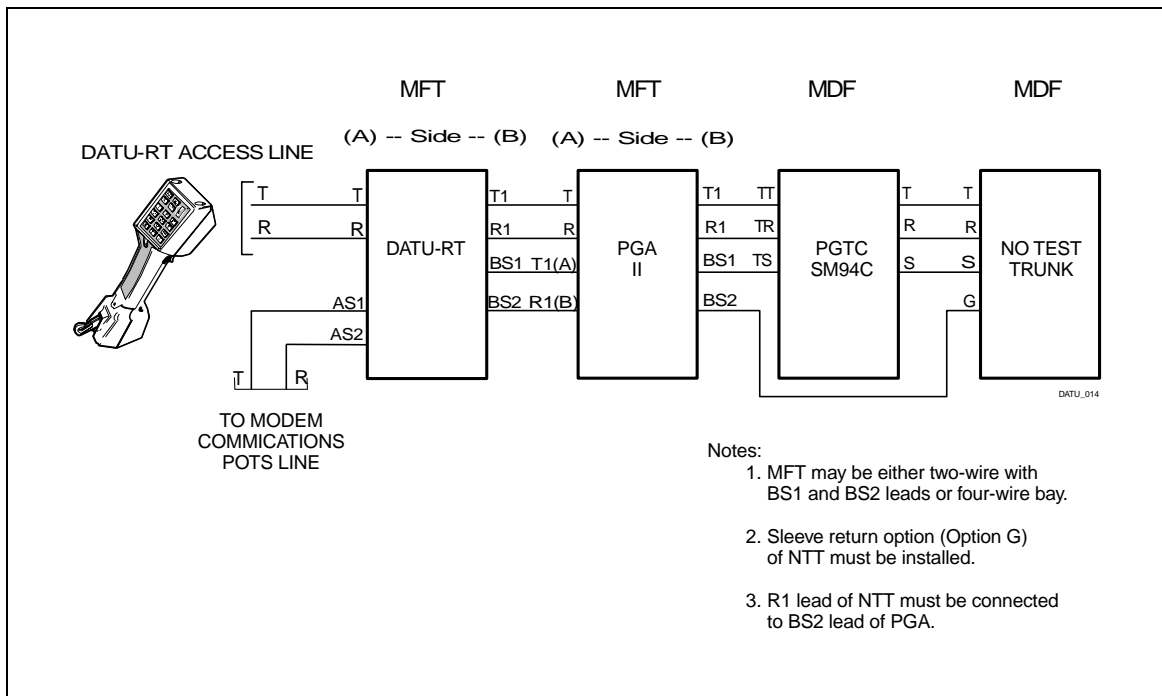 MFT MFT MDF MDF
(A) -- Side -- (B) (A) -- Side -- (B)
DATU-RT ACCESS LINE
T T T1 T T1 TT T T
R R R1 R R1 TR R R
DATU-RT
PGA
II
PGTC
SM94C
NO TEST
TRUNK
BS1 T1(A) BS1 TS S S
AS1 BS2 R1(B) BS2 G
AS2
T R
DATU_014
TO MODEM
COMMICATIONS
POTS LINE
Notes:
1. MFT may be either two-wire with
BS1 and BS2 leads or four-wire bay.
2. Sleeve return option (Option G)
of NTT must be installed.
3. R1 lead of NTT must be connected
to BS2 lead of PGA.